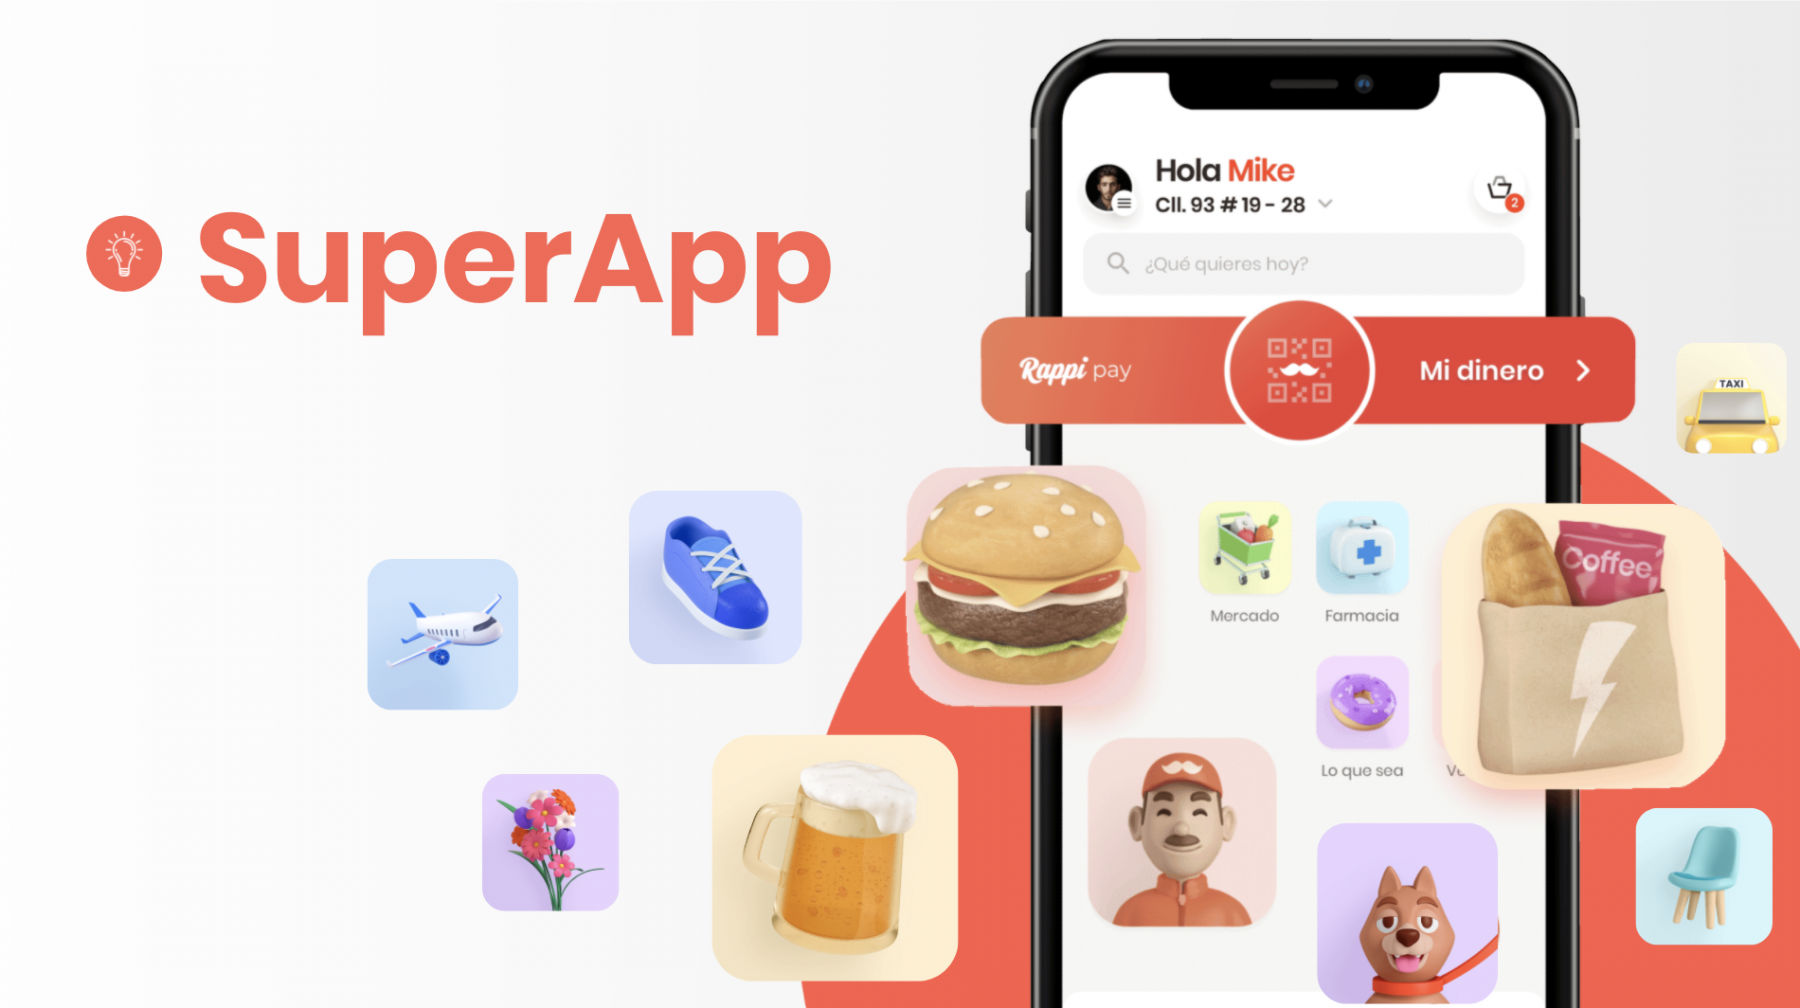 SuperApp
Hola Mike
Cll. 93 # 19 - 28
2
¿Qué quieres hoy?
Rappi pay
Mi dinero
TAXI
Coffee
Mercado
Farmacia
Lo que sea